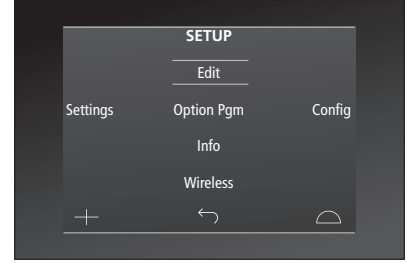 SETUP
Edit
Settings Option Pgm Config
Info
Wireless